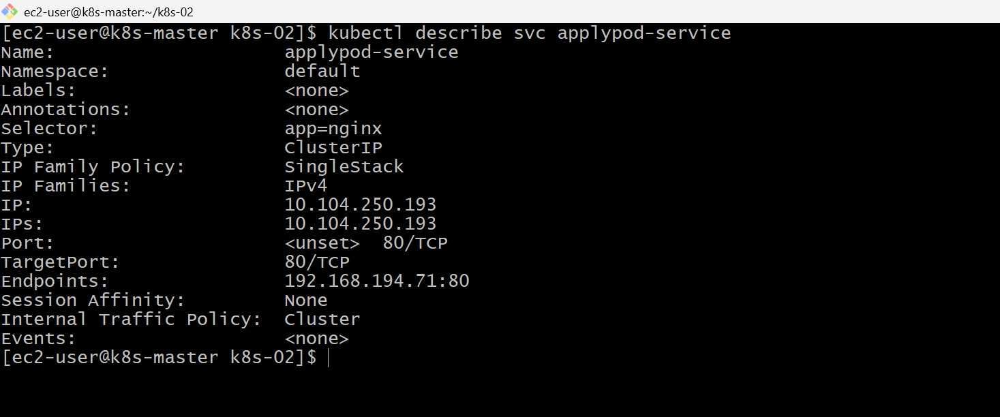 ec2-user@k8s-master:~/k8s-02
[ec2-user@k8s-master k8s-02]$ kubectl describe svc applypod-service
Name:                     applypod-service
Namespace:                default
Labels:                   <none>
Annotations:              <none>
Selector:                 app=nginx
Type:                     ClusterIP
IP Family Policy:         SingleStack
IP Families:              IPv4
IP:                       10.104.250.193
IPs:                      10.104.250.193
Port:                     <unset>  80/TCP
TargetPort:               80/TCP
Endpoints:                192.168.194.71:80
Session Affinity:         None
Internal Traffic Policy:  Cluster
Events:                   <none>
[ec2-user@k8s-master k8s-02]$